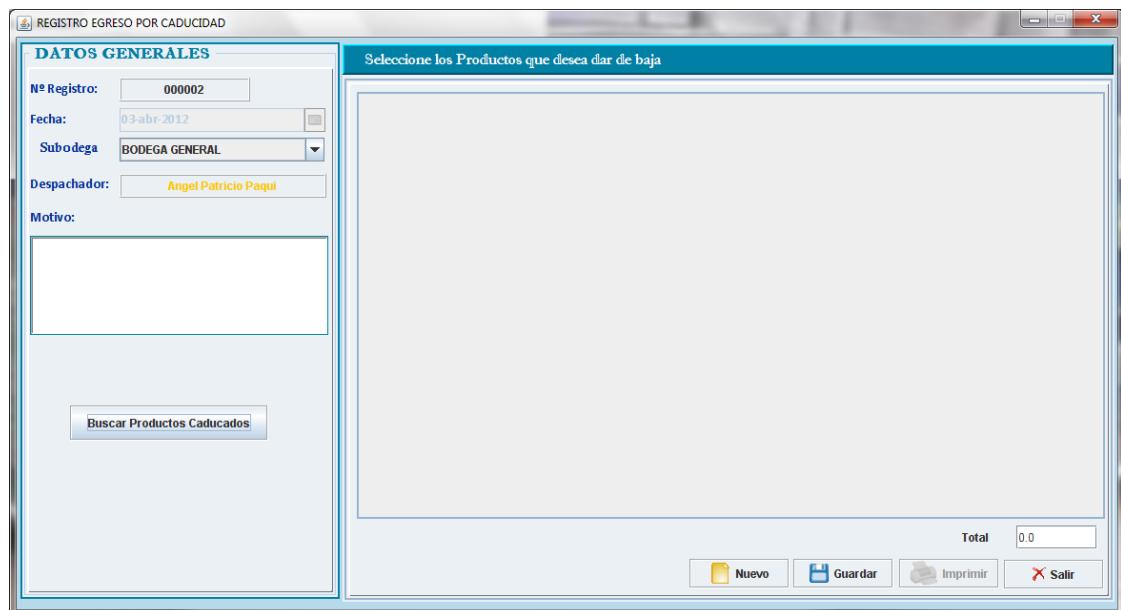 REGISTRO EGRESO POR CADUCIDAD
DATOS GENERALES
Nº Registro: 000002
Fecha: 03-abr-2012
Subodega BODEGA GENERAL
Despachador: Angel Patricio Paqui
Motivo:
Buscar Productos Caducados
Seleccione los Productos que desea dar de baja
Total 0.0
Nuevo Guardar Imprimir Salir